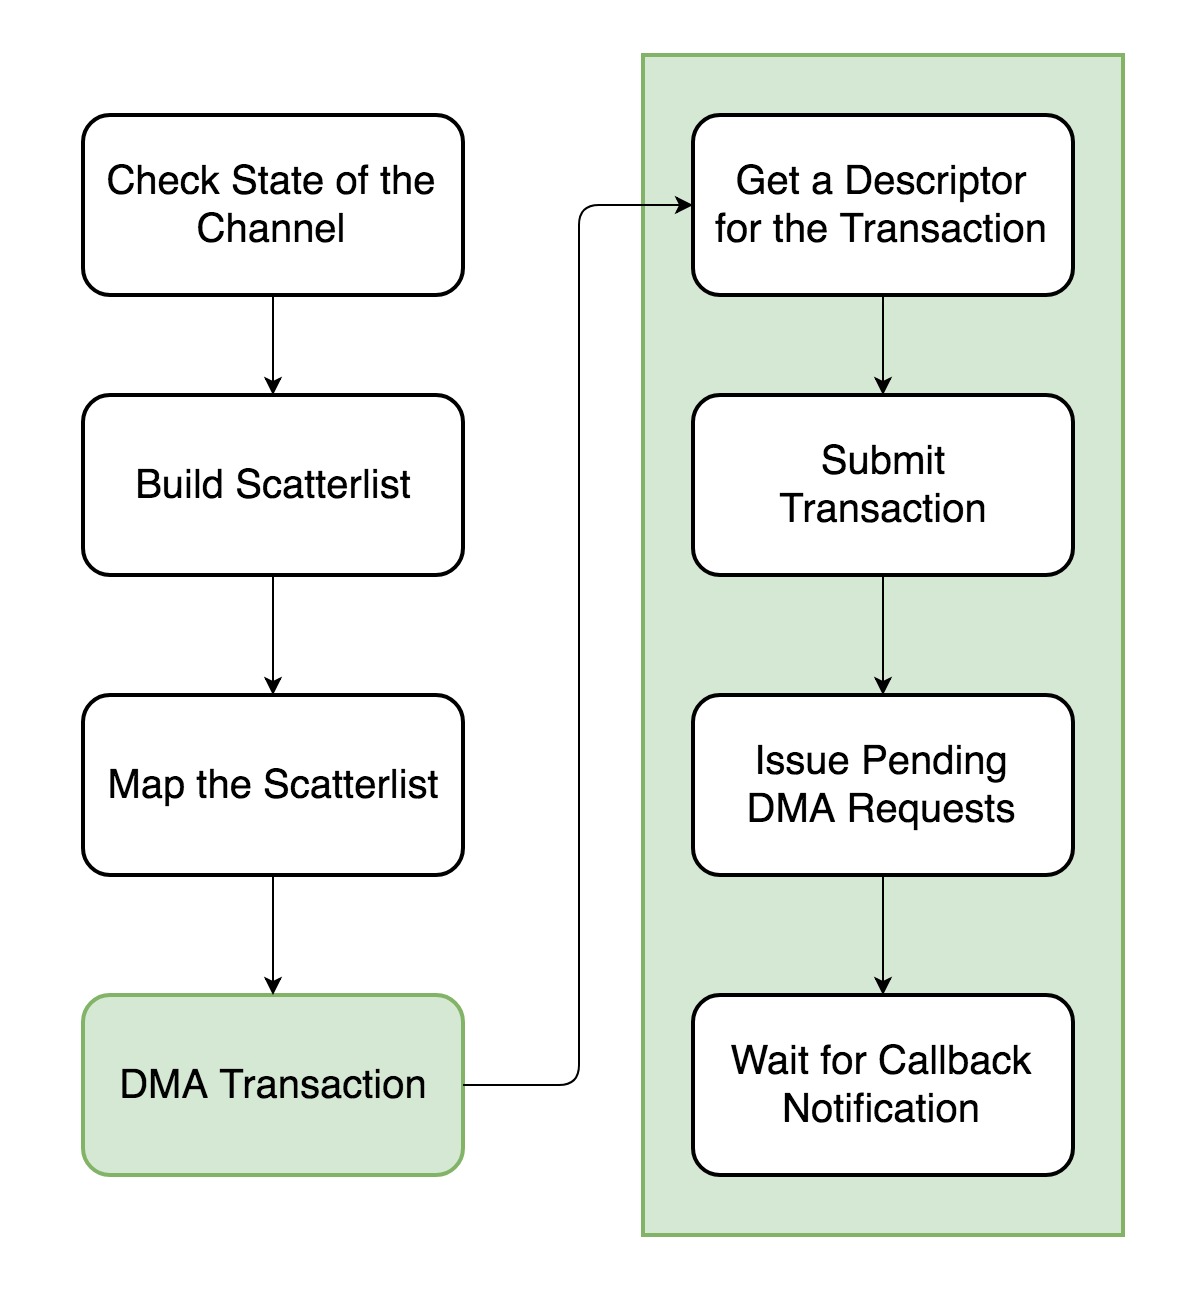 Check State of the
Channel
Build Scatterlist
Map the Scatterlist
DMA Transaction
Get a Descriptor
for the Transaction
Submit
Transaction
Issue Pending
DMA Requests
Wait for Callback
Notification